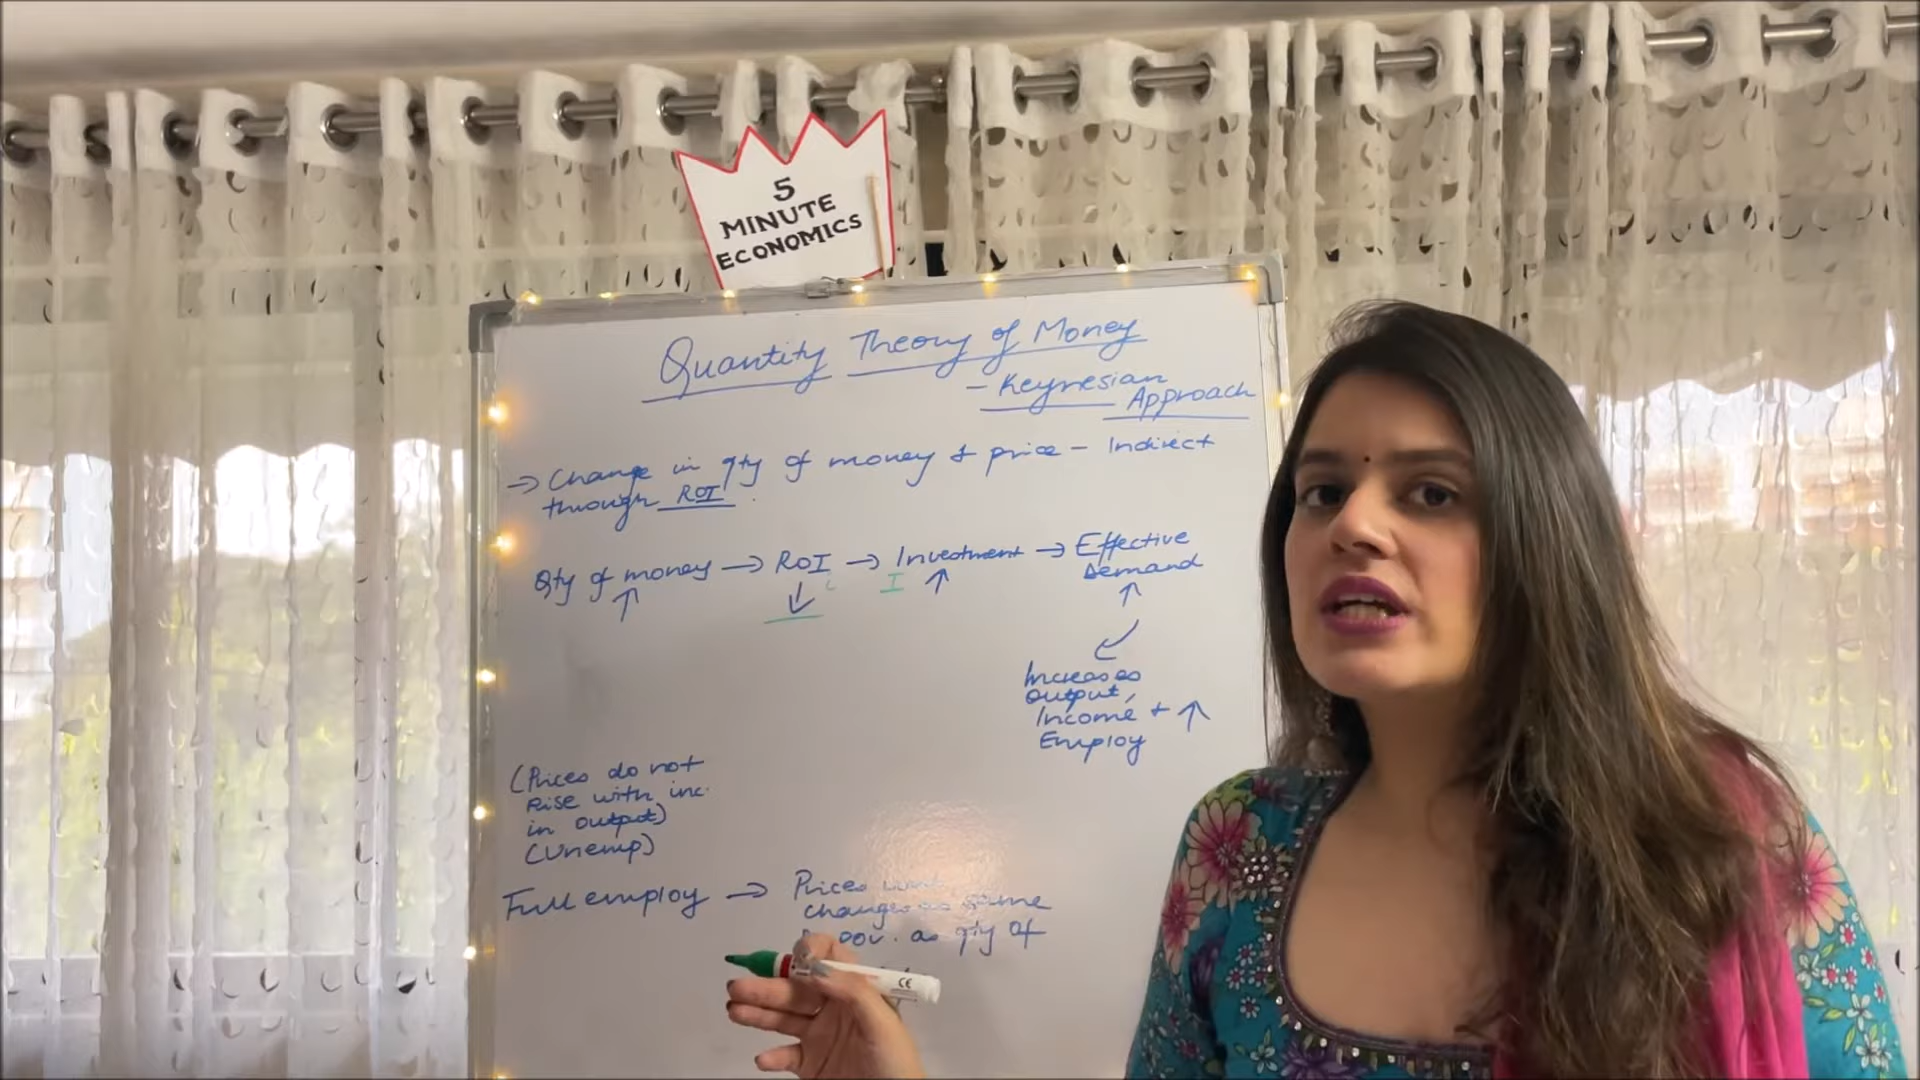 5
MINUTE
ECONOMICS
Quantity Theory of Money
- Keynesian
Approach
→ Change in qty of money & price - Indirect
through ROI.
Qty of money → ROI → Investment → Effective
Demand
↑ ↓ i I ↑ ↑
Increases
output,
Income + ↑
Employ
(Prices do not
rise with inc.
in output)
(Unemp)
Full employ → Prices
change same
as qty of
CE